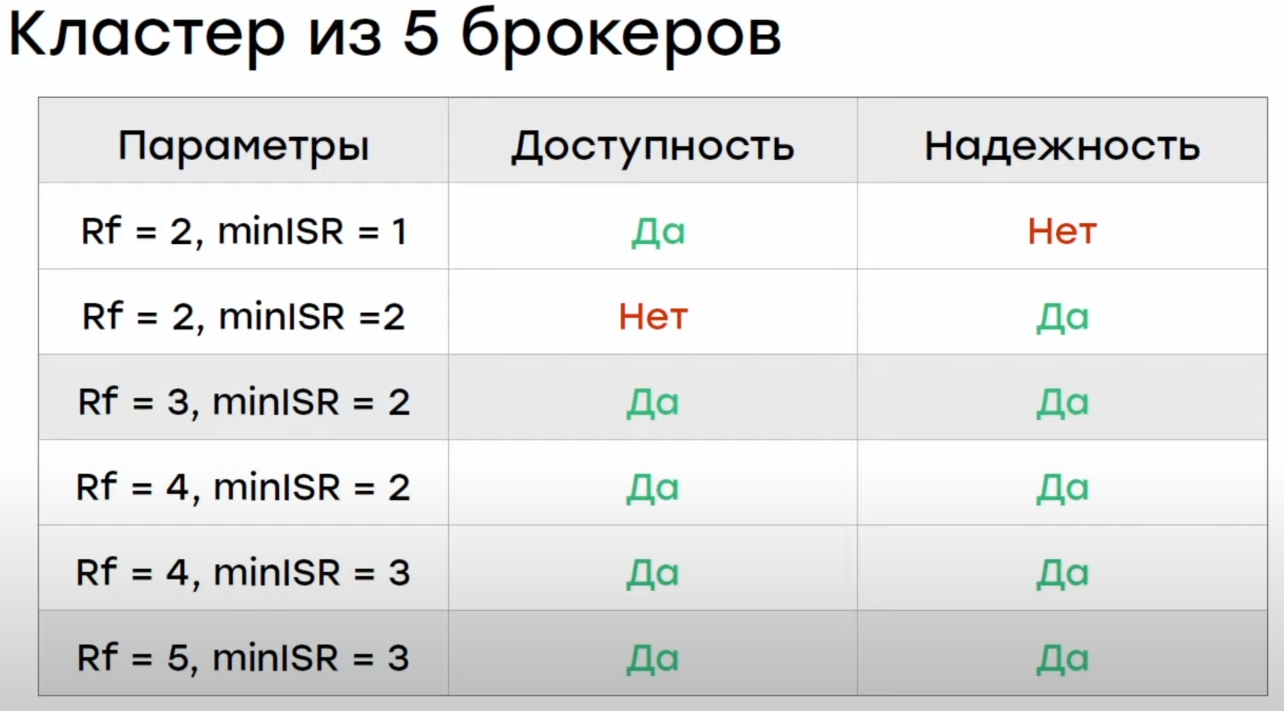 Кластер из 5 брокеров
Параметры Доступность Надежность
Rf = 2, minISR = 1 Да Нет
Rf = 2, minISR =2 Нет Да
Rf = 3, minISR = 2 Да Да
Rf = 4, minISR = 2 Да Да
Rf = 4, minISR = 3 Да Да
Rf = 5, minISR = 3 Да Да